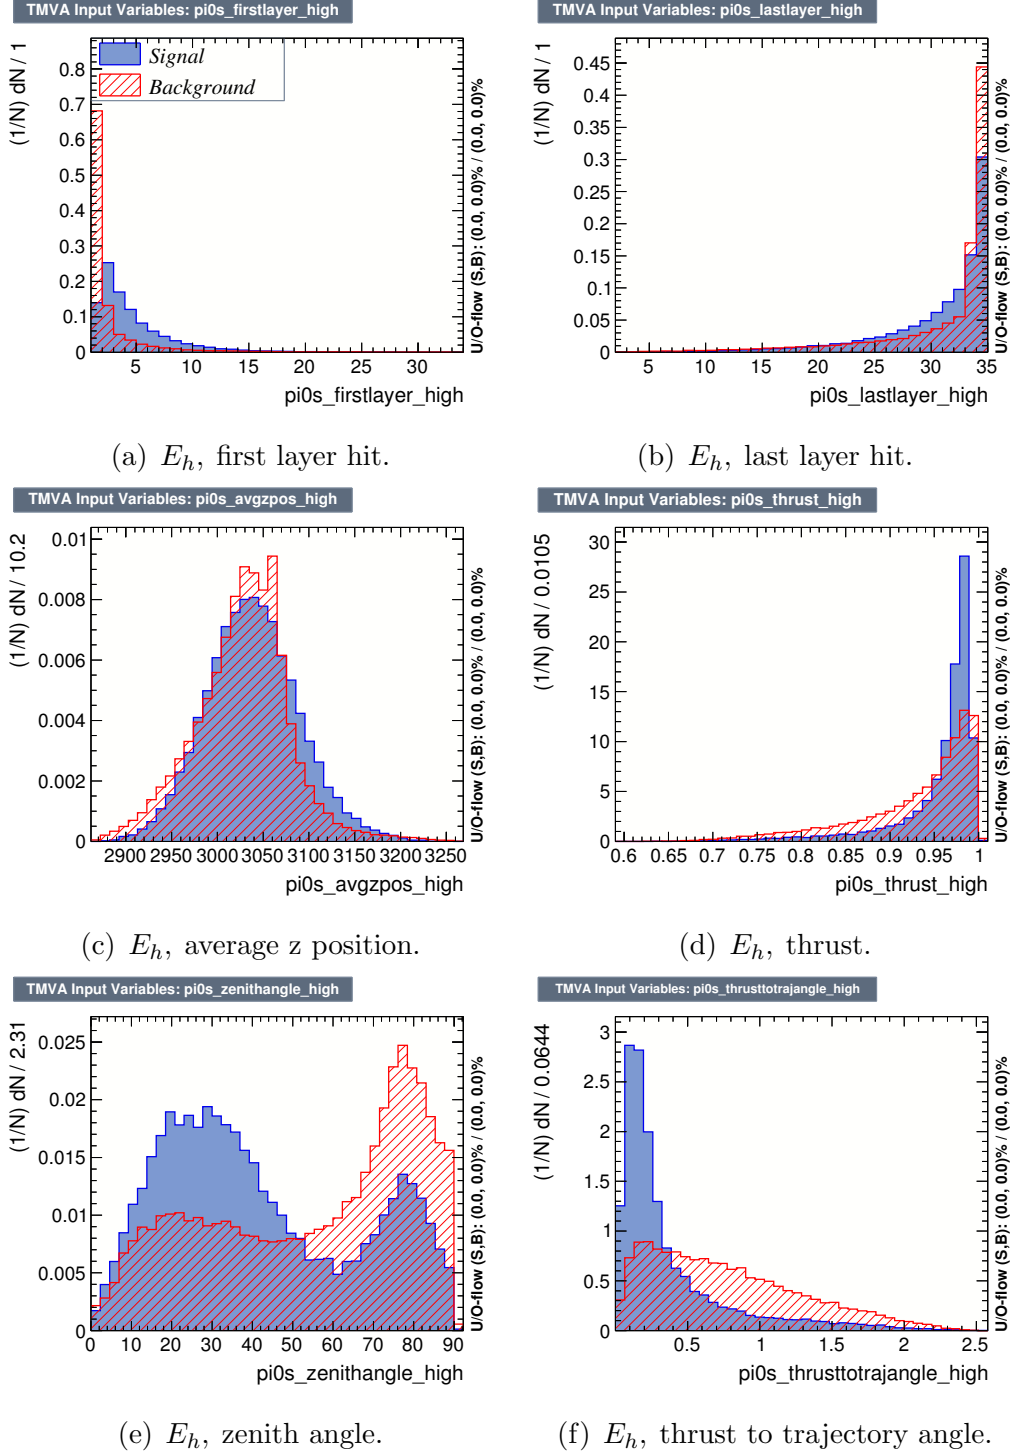 TMVA Input Variables: pi0s_firstlayer_high
(1/N) dN / 1
0.8
0.7
0.6
0.5
0.4
0.3
0.2
0.1
0
Signal
Background
5 10 15 20 25 30
pi0s_firstlayer_high
U/O-flow (S,B): (0.0, 0.0)% / (0.0, 0.0)%
(a) E_h, first layer hit.
TMVA Input Variables: pi0s_lastlayer_high
(1/N) dN / 1
0.45
0.4
0.35
0.3
0.25
0.2
0.15
0.1
0.05
0
5 10 15 20 25 30 35
pi0s_lastlayer_high
U/O-flow (S,B): (0.0, 0.0)% / (0.0, 0.0)%
(b) E_h, last layer hit.
TMVA Input Variables: pi0s_avgzpos_high
(1/N) dN / 10.2
0.01
0.008
0.006
0.004
0.002
0
2900 2950 3000 3050 3100 3150 3200 3250
pi0s_avgzpos_high
U/O-flow (S,B): (0.0, 0.0)% / (0.0, 0.0)%
(c) E_h, average z position.
TMVA Input Variables: pi0s_thrust_high
(1/N) dN / 0.0105
30
25
20
15
10
5
0
0.6 0.65 0.7 0.75 0.8 0.85 0.9 0.95 1
pi0s_thrust_high
U/O-flow (S,B): (0.0, 0.0)% / (0.0, 0.0)%
(d) E_h, thrust.
TMVA Input Variables: pi0s_zenithangle_high
(1/N) dN / 2.31
0.025
0.02
0.015
0.01
0.005
0
0 10 20 30 40 50 60 70 80 90
pi0s_zenithangle_high
U/O-flow (S,B): (0.0, 0.0)% / (0.0, 0.0)%
(e) E_h, zenith angle.
TMVA Input Variables: pi0s_thrusttotrajangle_high
(1/N) dN / 0.0644
3
2.5
2
1.5
1
0.5
0
0.5 1 1.5 2 2.5
pi0s_thrusttotrajangle_high
U/O-flow (S,B): (0.0, 0.0)% / (0.0, 0.0)%
(f) E_h, thrust to trajectory angle.